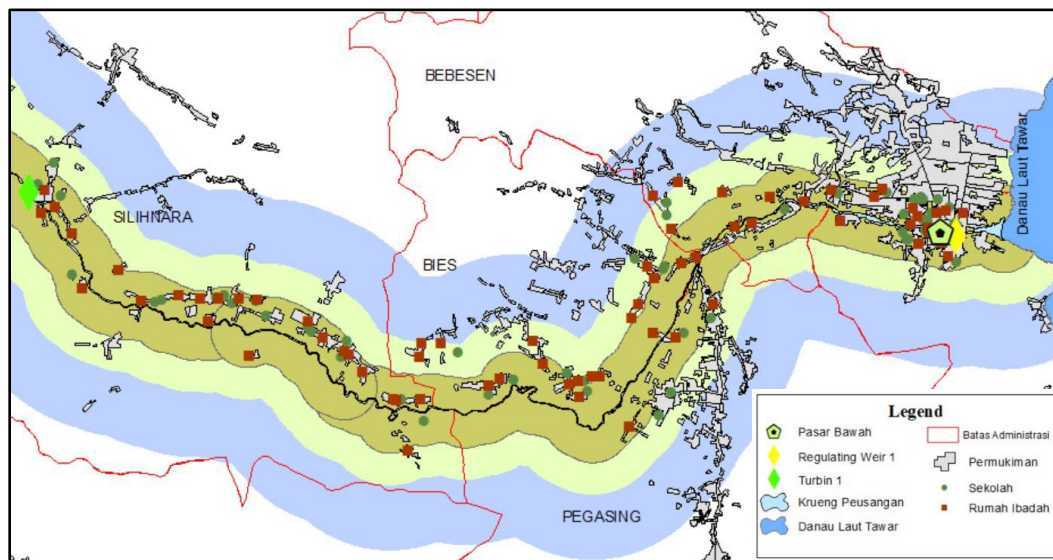 BEBESEN
Danau Laut Tawar
SILIHNARA
BIES
PEGASING
Legend
Pasar Bawah
Regulating Weir 1
Turbin 1
Krueng Peusangan
Danau Laut Tawar
Batas Administrasi
Permukiman
Sekolah
Rumah Ibadah